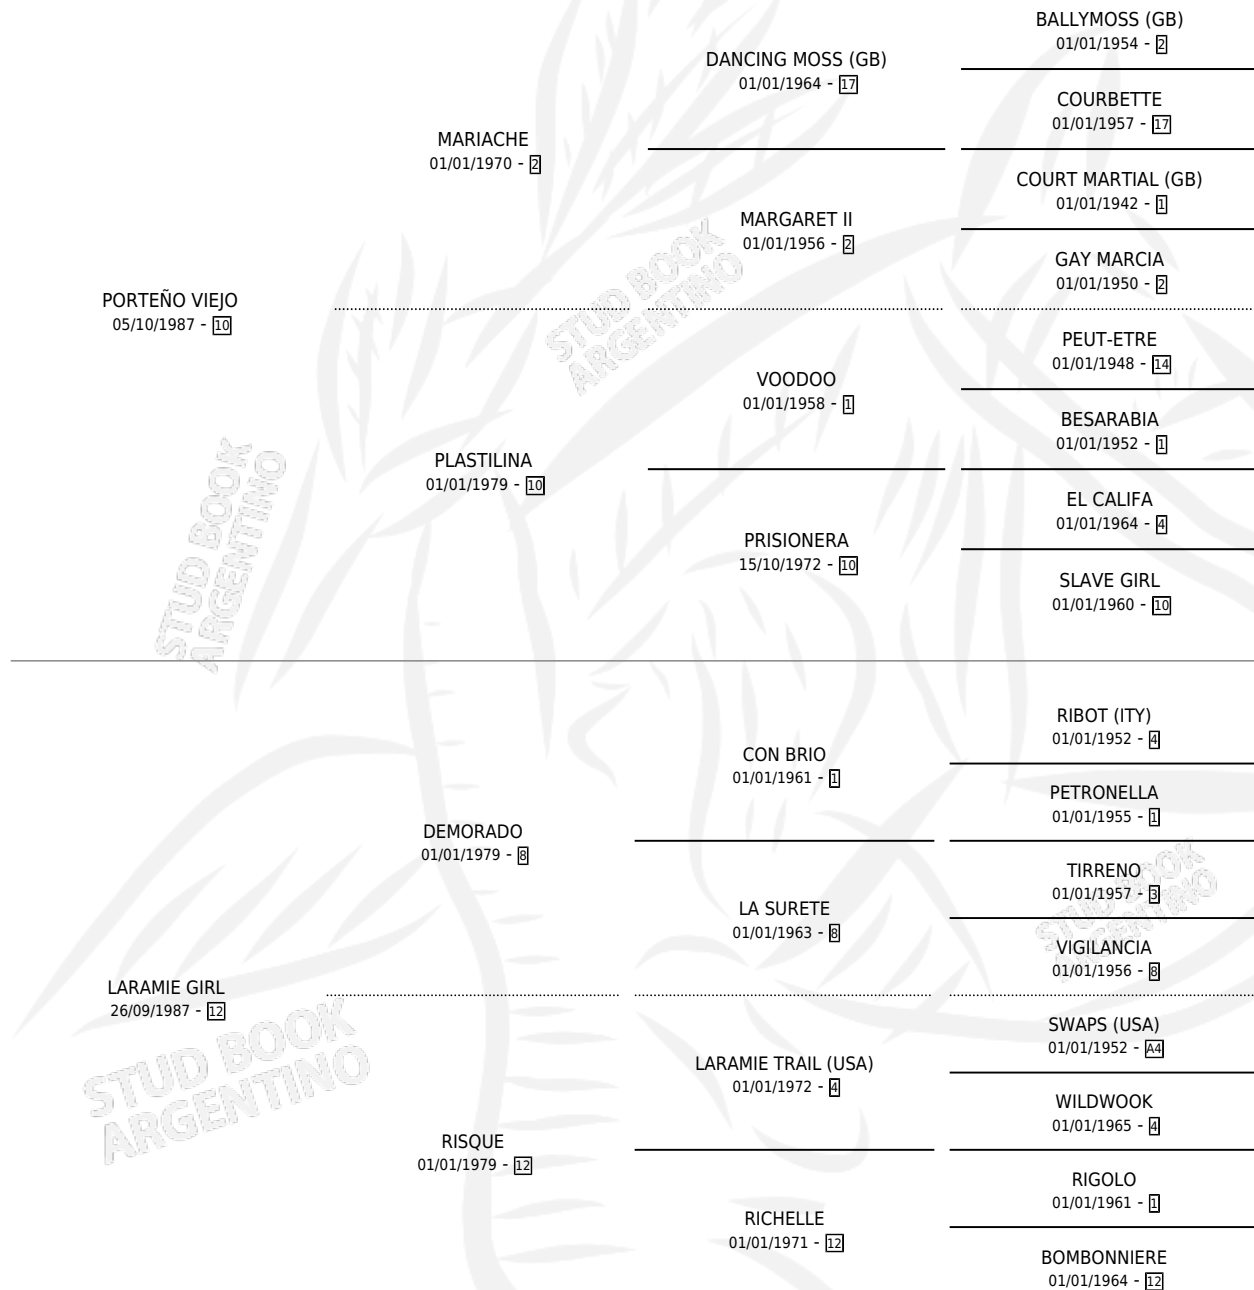 BALLYMOSS (GB)
01/01/1954 - 2
DANCING MOSS (GB)
01/01/1964 - 17
COURBETTE
01/01/1957 - 17
MARIACHE
01/01/1970 - 2
COURT MARTIAL (GB)
01/01/1942 - 1
MARGARET II
01/01/1956 - 2
GAY MARCIA
01/01/1950 - 2
PORTEÑO VIEJO
05/10/1987 - 10
STUD BOOK
ARGENTINO
PEUT-ETRE
01/01/1948 - 14
VOODOO
01/01/1958 - 1
BESARABIA
01/01/1952 - 1
PLASTILINA
01/01/1979 - 10
EL CALIFA
01/01/1964 - 4
PRISIONERA
15/10/1972 - 10
SLAVE GIRL
01/01/1960 - 10
STUD BOOK
ARGENTINO
RIBOT (ITY)
01/01/1952 - 4
CON BRIO
01/01/1961 - 1
PETRONELLA
01/01/1955 - 1
DEMORADO
01/01/1979 - 8
TIRRENO
01/01/1957 - 3
LA SURETE
01/01/1963 - 8
VIGILANCIA
01/01/1956 - 8
STUD BOOK
ARGENTINO
LARAMIE GIRL
26/09/1987 - 12
SWAPS (USA)
01/01/1952 - A4
LARAMIE TRAIL (USA)
01/01/1972 - 4
WILDWOOK
01/01/1965 - 4
STUD BOOK
ARGENTINO
RISQUE
01/01/1979 - 12
RIGOLO
01/01/1961 - 1
RICHELLE
01/01/1971 - 12
BOMBONNIERE
01/01/1964 - 12